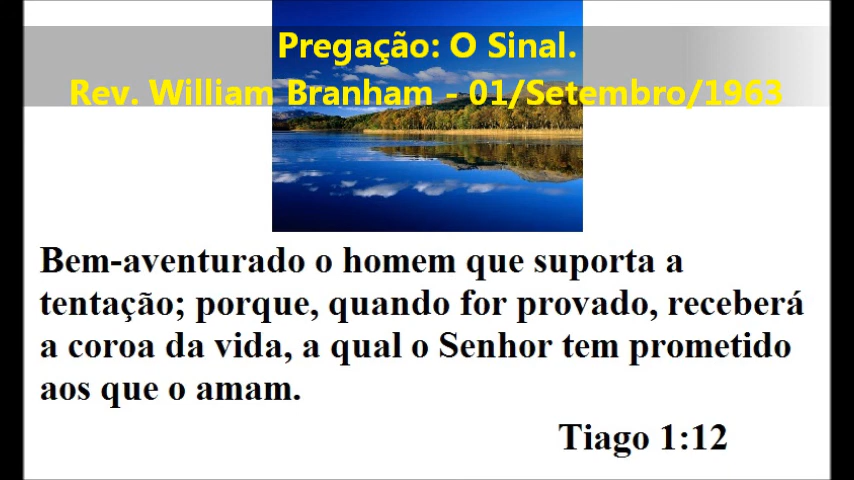 Pregação: O Sinal.
Rev. William Branham - 01/Setembro/1963
Bem-aventurado o homem que suporta a
tentação; porque, quando for provado, receberá
a coroa da vida, a qual o Senhor tem prometido
aos que o amam.
Tiago 1:12